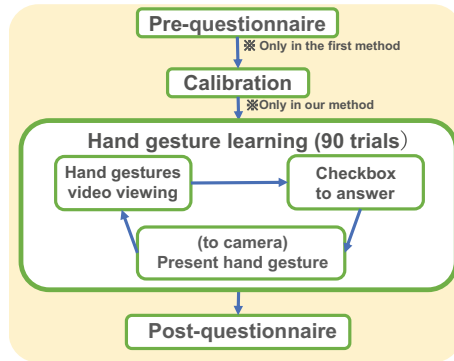 Pre-questionnaire
※ Only in the first method
Calibration
※Only in our method
Hand gesture learning (90 trials）
Hand gestures
video viewing
Checkbox
to answer
(to camera)
Present hand gesture
Post-questionnaire